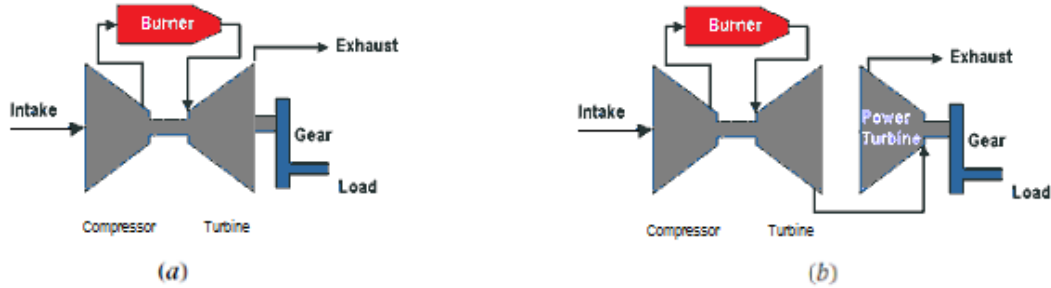 Burner
Exhaust
Intake
Gear
Load
Compressor Turbine
(a)
Burner
Exhaust
Intake
Power
Turbine
Gear
Load
Compressor Turbine
(b)